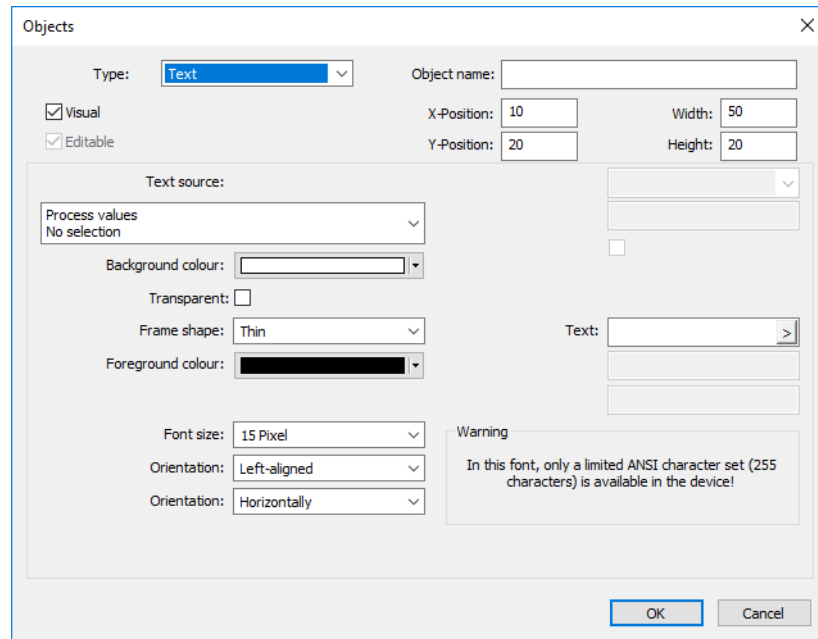 Objects
Type: Text Object name:
Visual X-Position: 10 Width: 50
Editable Y-Position: 20 Height: 20
Text source:
Process values
No selection
Background colour:
Transparent:
Frame shape: Thin Text: >
Foreground colour:
Font size: 15 Pixel Warning
Orientation: Left-aligned In this font, only a limited ANSI character set (255
characters) is available in the device!
Orientation: Horizontally
OK Cancel